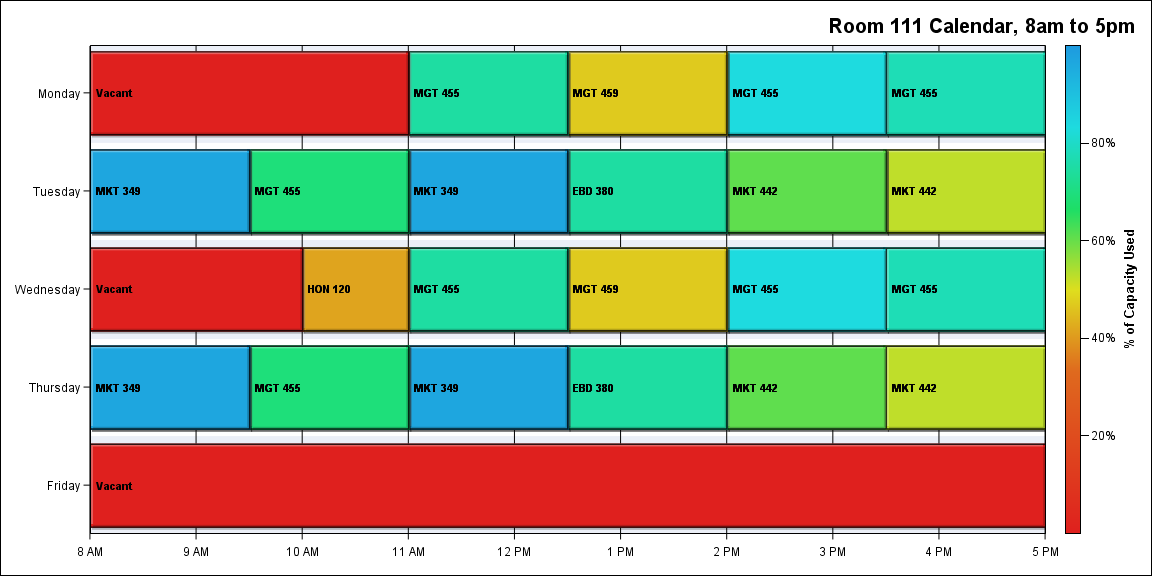 Room 111 Calendar, 8am to 5pm
Monday
Vacant
MGT 455
MGT 459
MGT 455
MGT 455
Tuesday
MKT 349
MGT 455
MKT 349
EBD 380
MKT 442
MKT 442
Wednesday
Vacant
HON 120
MGT 455
MGT 459
MGT 455
MGT 455
Thursday
MKT 349
MGT 455
MKT 349
EBD 380
MKT 442
MKT 442
Friday
Vacant
8 AM
9 AM
10 AM
11 AM
12 PM
1 PM
2 PM
3 PM
4 PM
5 PM
80%
60%
40%
20%
% of Capacity Used